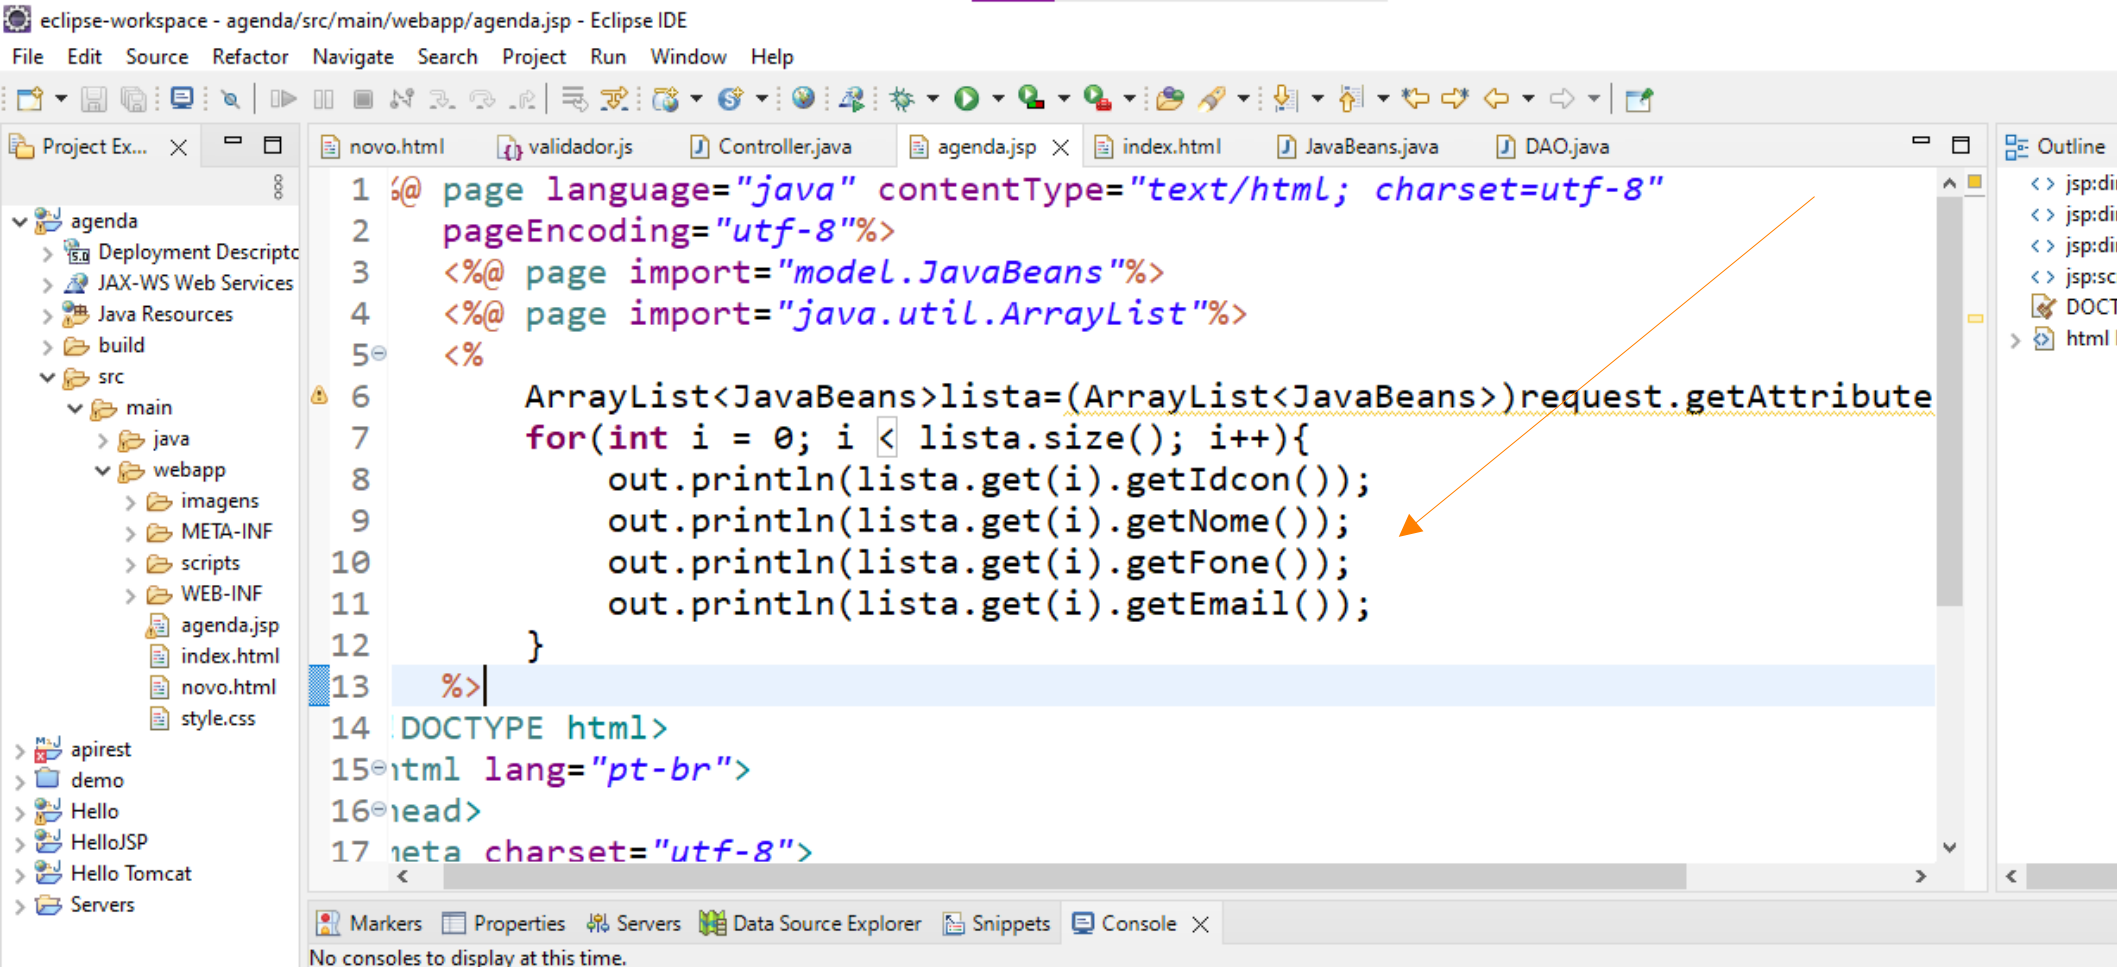 eclipse-workspace - agenda/src/main/webapp/agenda.jsp - Eclipse IDE
File Edit Source Refactor Navigate Search Project Run Window Help
Project Ex...
novo.html validador.js Controller.java agenda.jsp index.html JavaBeans.java DAO.java
Outline
agenda
Deployment Descripto
JAX-WS Web Services
Java Resources
build
src
main
java
webapp
imagens
META-INF
scripts
WEB-INF
agenda.jsp
index.html
novo.html
style.css
apirest
demo
Hello
HelloJSP
Hello Tomcat
Servers
1 %@ page language="java" contentType="text/html; charset=utf-8"
2 pageEncoding="utf-8"%>
3 <%@ page import="model.JavaBeans"%>
4 <%@ page import="java.util.ArrayList"%>
5 <%
6 ArrayList<JavaBeans>lista=(ArrayList<JavaBeans>)request.getAttribute
7 for(int i = 0; i < lista.size(); i++){
8 out.println(lista.get(i).getIdcon());
9 out.println(lista.get(i).getNome());
10 out.println(lista.get(i).getFone());
11 out.println(lista.get(i).getEmail());
12 }
13 %>
14 DOCTYPE html>
15 html lang="pt-br">
16 head>
17 meta charset="utf-8">
<> jsp:di
<> jsp:di
<> jsp:di
<> jsp:sc
DOCT
html
Markers Properties Servers Data Source Explorer Snippets Console
No consoles to display at this time.